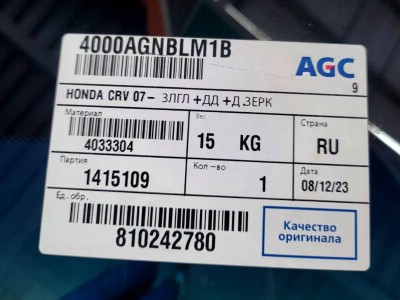 4000AGNBLM1B
AGC
9
HONDA CRV 07- ЗЛГЛ +ДД +Д.ЗЕРК
Материал
4033304
Вес
15 KG
Страна
RU
Партия
1415109
Кол -во
1
Дата
08/12/23
Ед. обр.
810242780
Качество
оригинала